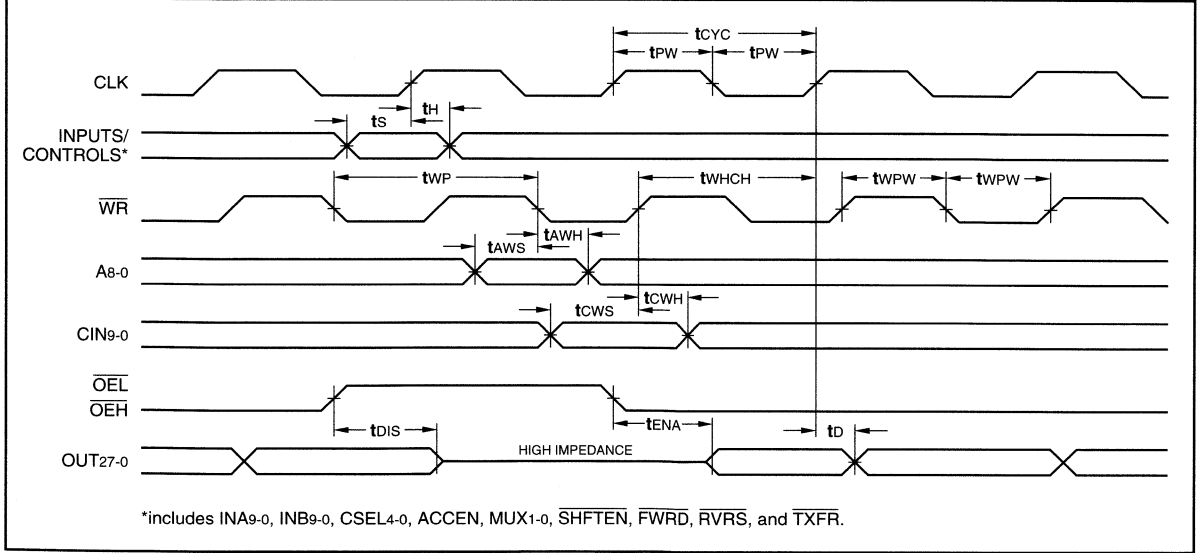 tCYC
tPW tPW
CLK
tS tH
INPUTS/
CONTROLS*
tWP tWHCH tWPW tWPW
WR
tAWS tAWH
A8-0
tCWS tCWH
CIN9-0
OEL
OEH
tDIS tENA tD
OUT27-0 HIGH IMPEDANCE
*includes INA9-0, INB9-0, CSEL4-0, ACCEN, MUX1-0, SHFTEN, FWRD, RVRS, and TXFR.